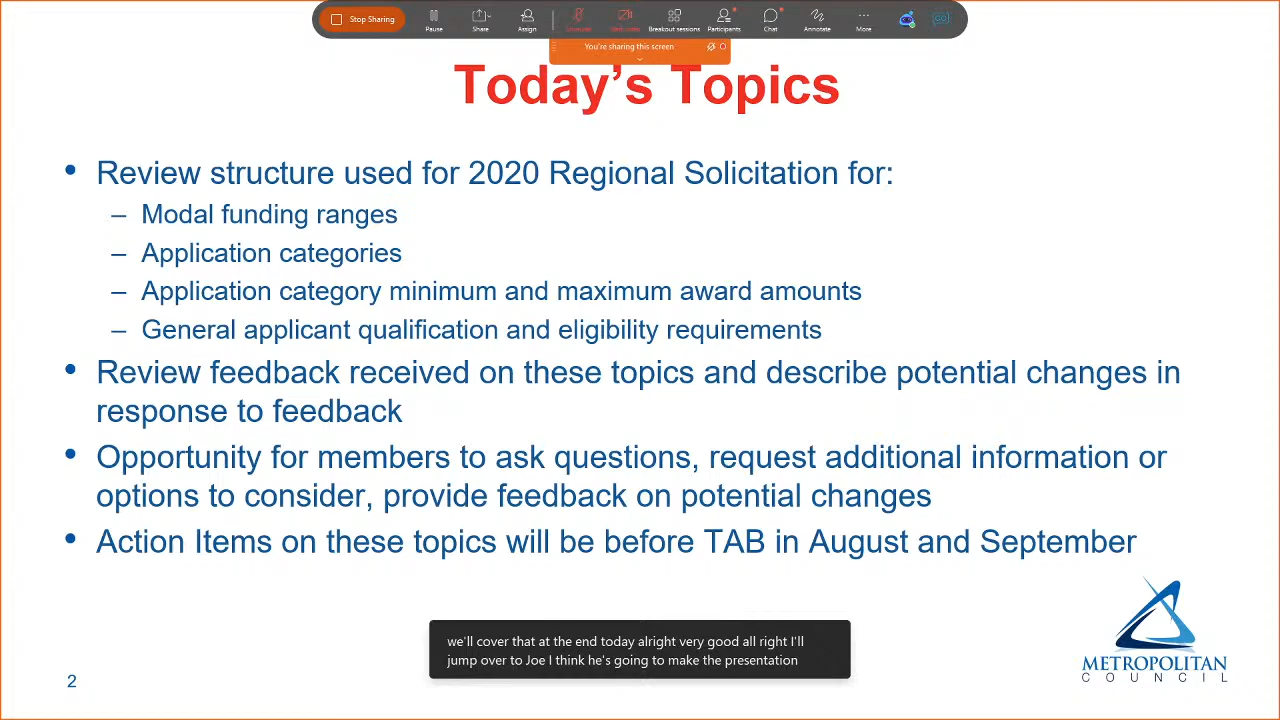 Stop Sharing
Pause
Share
Assign
Breakout sessions
Participants
Chat
Annotate
More
You're sharing this screen
Today's Topics
• Review structure used for 2020 Regional Solicitation for:
– Modal funding ranges
– Application categories
– Application category minimum and maximum award amounts
– General applicant qualification and eligibility requirements
• Review feedback received on these topics and describe potential changes in
response to feedback
• Opportunity for members to ask questions, request additional information or
options to consider, provide feedback on potential changes
• Action Items on these topics will be before TAB in August and September
we'll cover that at the end today alright very good all right I'll
jump over to Joe I think he's going to make the presentation
METROPOLITAN
COUNCIL
2